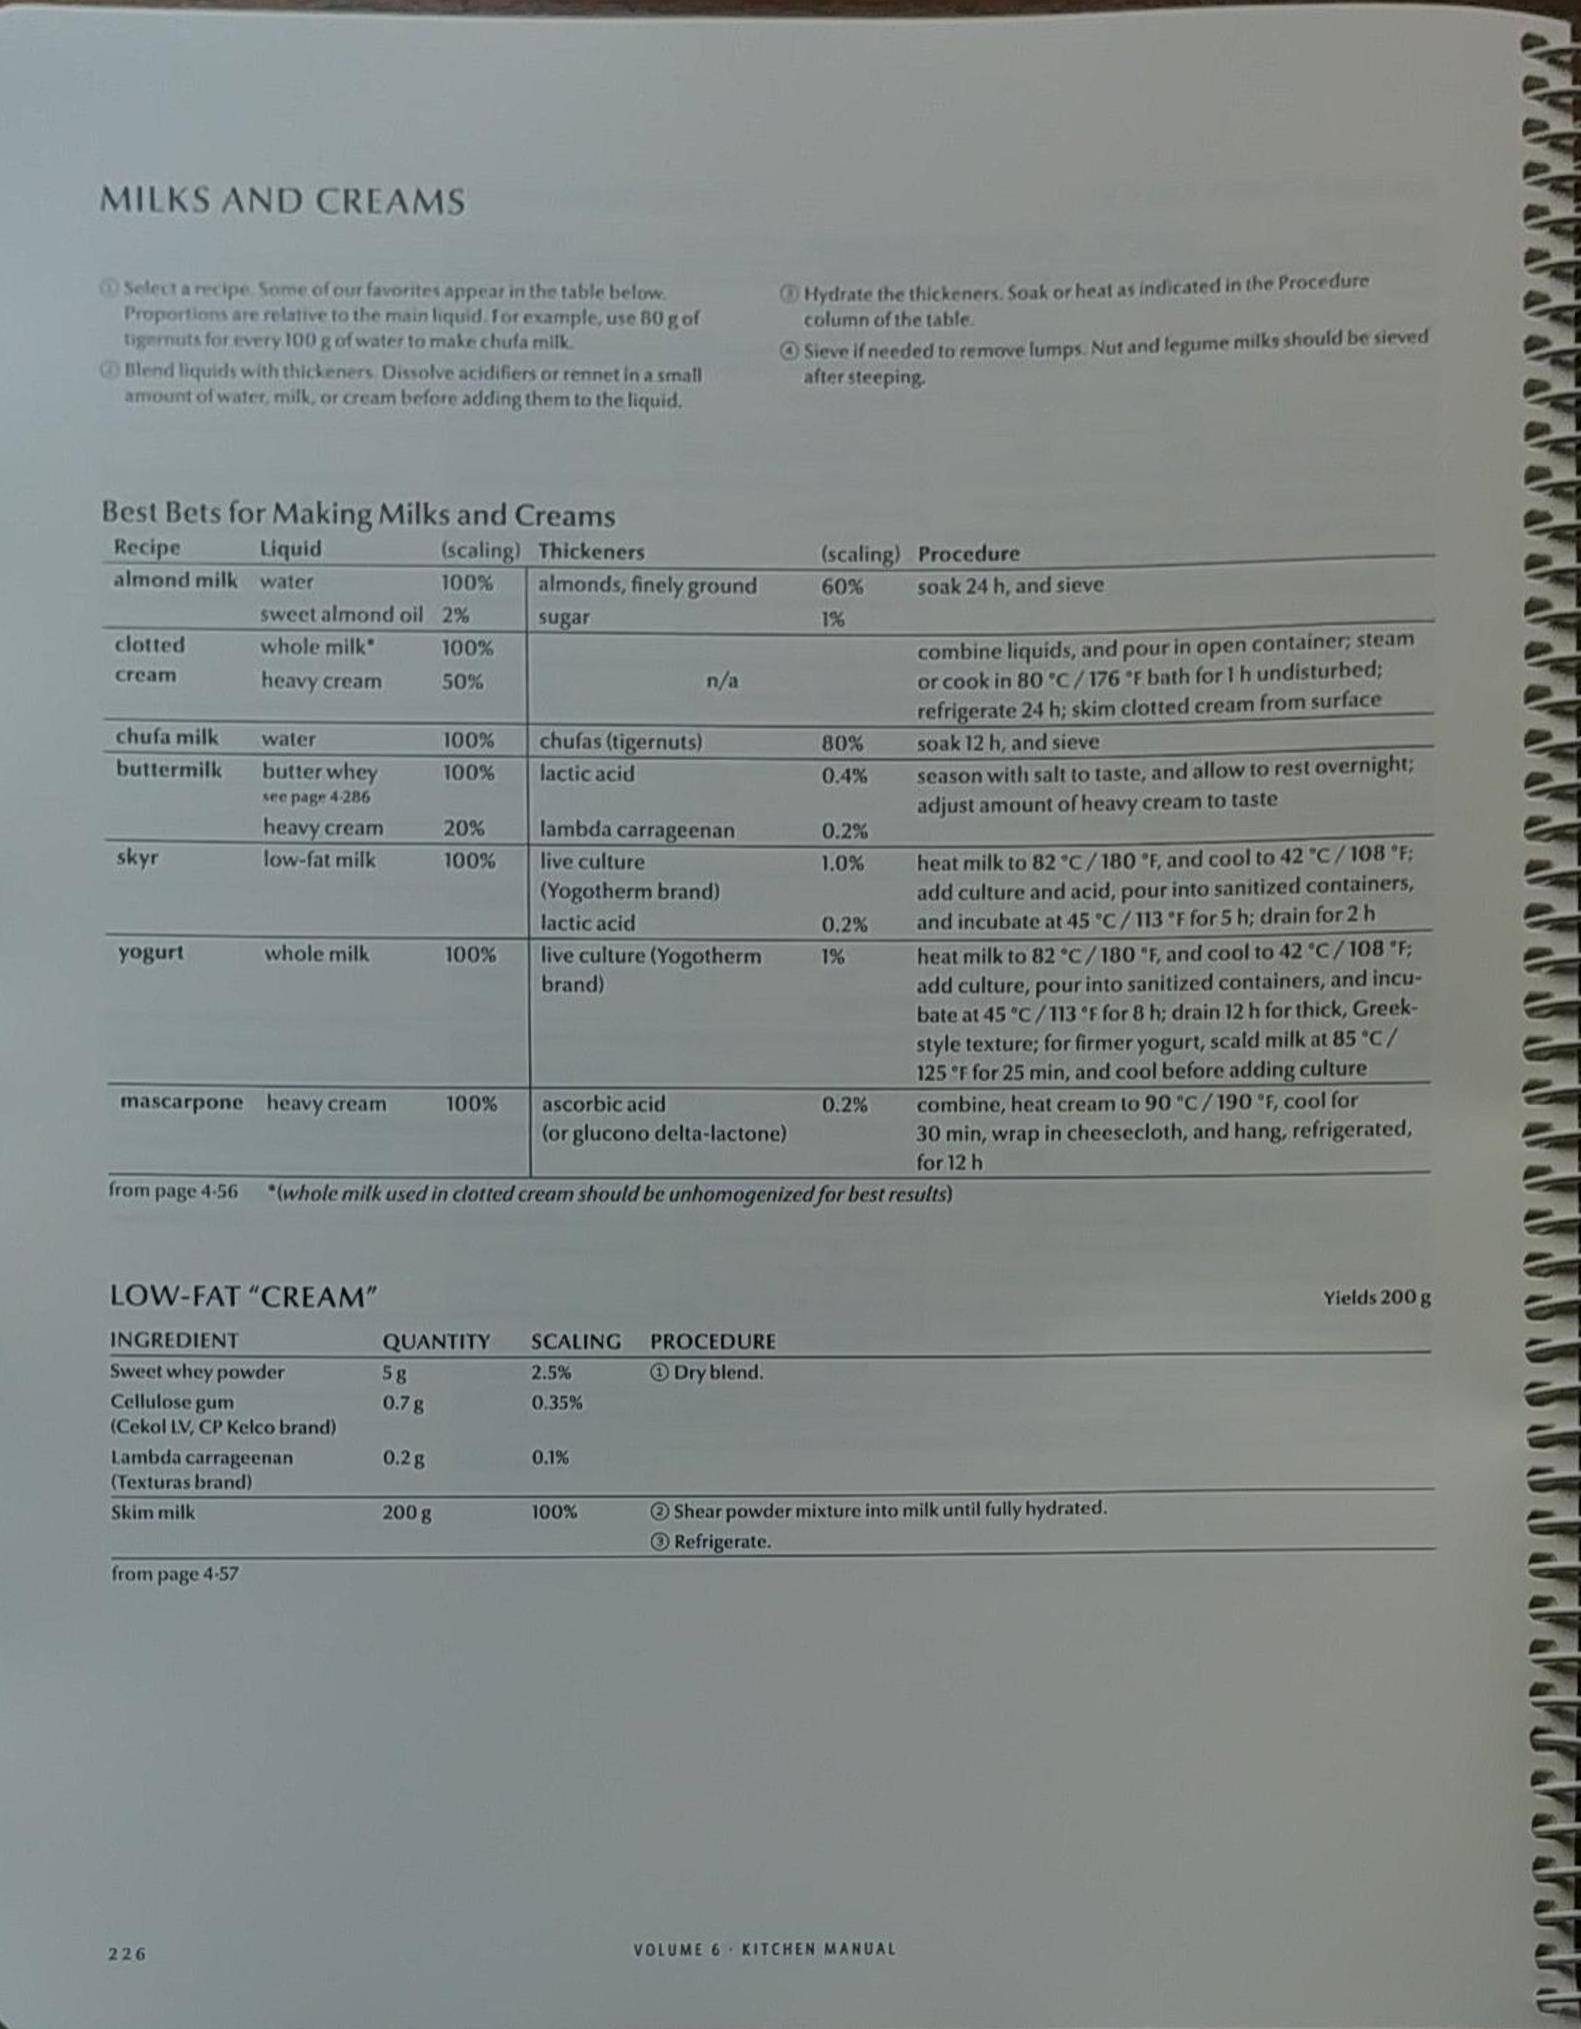 MILKS AND CREAMS
① Select a recipe. Some of our favorites appear in the table below.
Proportions are relative to the main liquid. For example, use 80 g of
tigernuts for every 100 g of water to make chufa milk.
② Blend liquids with thickeners. Dissolve acidifiers or rennet in a small
amount of water, milk, or cream before adding them to the liquid.
③ Hydrate the thickeners. Soak or heat as indicated in the Procedure
column of the table.
④ Sieve if needed to remove lumps. Nut and legume milks should be sieved
after steeping.
Best Bets for Making Milks and Creams
Recipe Liquid (scaling) Thickeners (scaling) Procedure
almond milk water 100% almonds, finely ground 60% soak 24 h, and sieve
sweet almond oil 2% sugar 1%
clotted whole milk* 100% combine liquids, and pour in open container; steam
cream heavy cream 50% n/a or cook in 80 °C / 176 °F bath for 1 h undisturbed;
refrigerate 24 h; skim clotted cream from surface
chufa milk water 100% chufas (tigernuts) 80% soak 12 h, and sieve
buttermilk butter whey 100% lactic acid 0.4% season with salt to taste, and allow to rest overnight;
see page 4·286 adjust amount of heavy cream to taste
heavy cream 20% lambda carrageenan 0.2%
skyr low-fat milk 100% live culture 1.0% heat milk to 82 °C / 180 °F, and cool to 42 °C / 108 °F;
(Yogotherm brand) add culture and acid, pour into sanitized containers,
lactic acid 0.2% and incubate at 45 °C / 113 °F for 5 h; drain for 2 h
yogurt whole milk 100% live culture (Yogotherm 1% heat milk to 82 °C / 180 °F, and cool to 42 °C / 108 °F;
brand) add culture, pour into sanitized containers, and incu-
bate at 45 °C / 113 °F for 8 h; drain 12 h for thick, Greek-
style texture; for firmer yogurt, scald milk at 85 °C /
125 °F for 25 min, and cool before adding culture
mascarpone heavy cream 100% ascorbic acid 0.2% combine, heat cream to 90 °C / 190 °F, cool for
(or glucono delta-lactone) 30 min, wrap in cheesecloth, and hang, refrigerated,
for 12 h
from page 4·56 *(whole milk used in clotted cream should be unhomogenized for best results)
LOW-FAT “CREAM” Yields 200 g
INGREDIENT QUANTITY SCALING PROCEDURE
Sweet whey powder 5 g 2.5% ① Dry blend.
Cellulose gum 0.7 g 0.35%
(Cekol LV, CP Kelco brand)
Lambda carrageenan 0.2 g 0.1%
(Texturas brand)
Skim milk 200 g 100% ② Shear powder mixture into milk until fully hydrated.
③ Refrigerate.
from page 4·57
226 VOLUME 6 · KITCHEN MANUAL